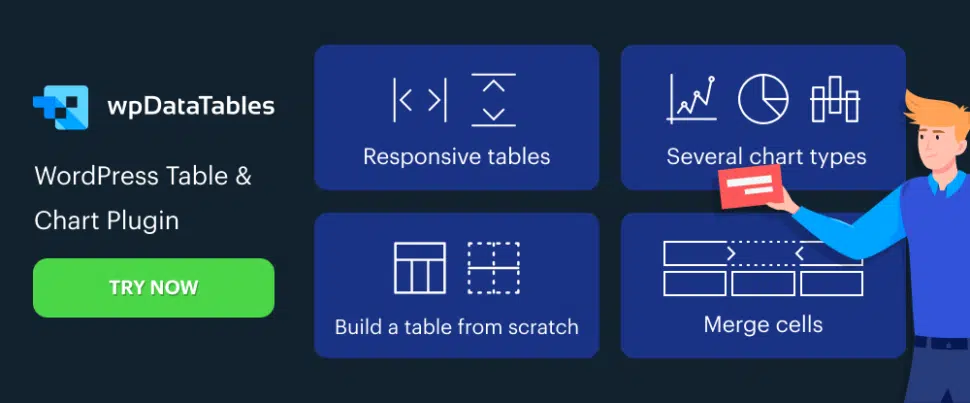 wpDataTables
WordPress Table &
Chart Plugin
TRY NOW
Responsive tables
Several chart types
Build a table from scratch
Merge cells